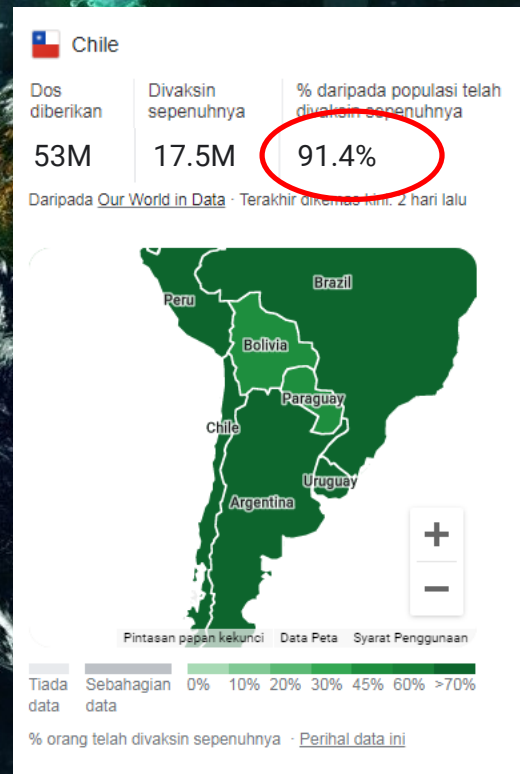 Chile
Dos diberikan
Divaksin sepenuhnya
% daripada populasi telah divaksin sepenuhnya
53M
17.5M
91.4%
Daripada Our World in Data · Terakhir dikemas kini: 2 hari lalu
Brazil
Peru
Bolivia
Paraguay
Chile
Uruguay
Argentina
+
−
Pintasan papan kekunci
Data Peta
Syarat Penggunaan
Tiada data
Sebahagian data
0% 10% 20% 30% 45% 60% >70%
% orang telah divaksin sepenuhnya · Perihal data ini